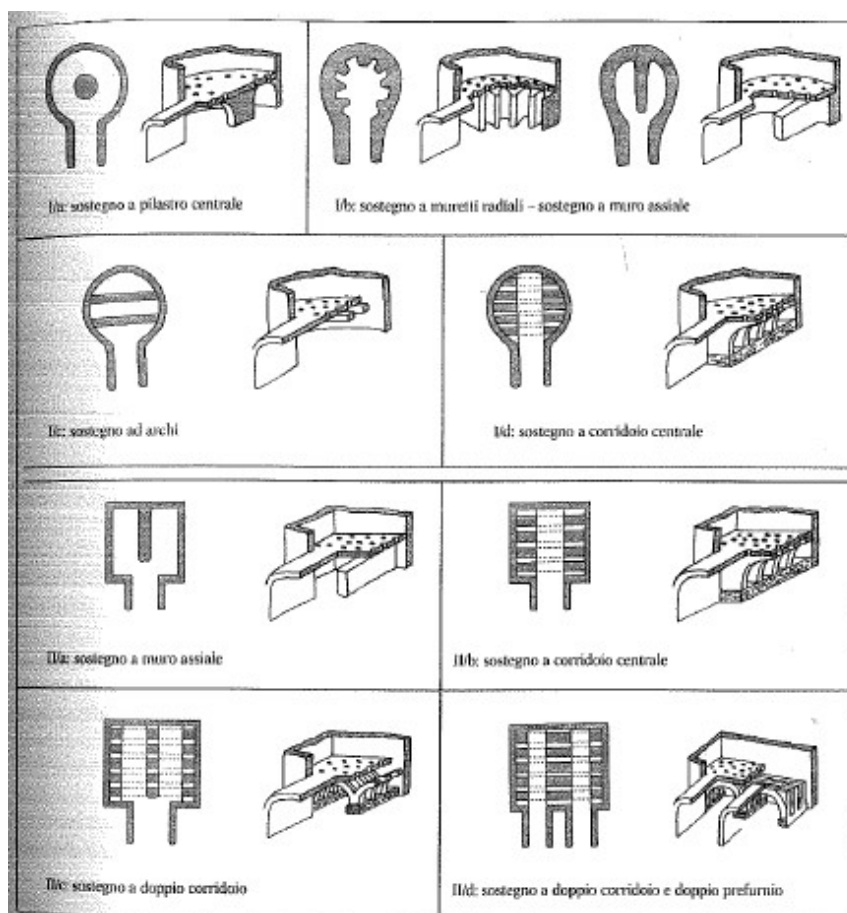 I/a: sostegno a pilastro centrale
I/b: sostegno a muretti radiali – sostegno a muro assiale
I/c: sostegno ad archi
I/d: sostegno a corridoio centrale
II/a: sostegno a muro assiale
II/b: sostegno a corridoio centrale
II/c: sostegno a doppio corridoio
II/d: sostegno a doppio corridoio e doppio prefurnio